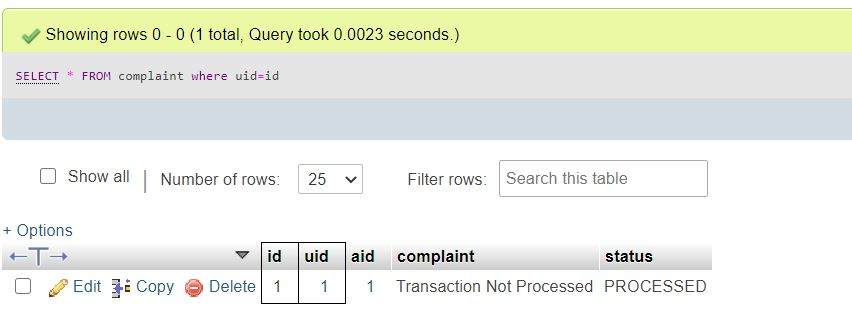 Showing rows 0 - 0 (1 total, Query took 0.0023 seconds.)
SELECT * FROM complaint where uid=id
Show all | Number of rows: 25 Filter rows: Search this table
+ Options
←T→ id uid aid complaint status
Edit Copy Delete 1 1 1 Transaction Not Processed PROCESSED